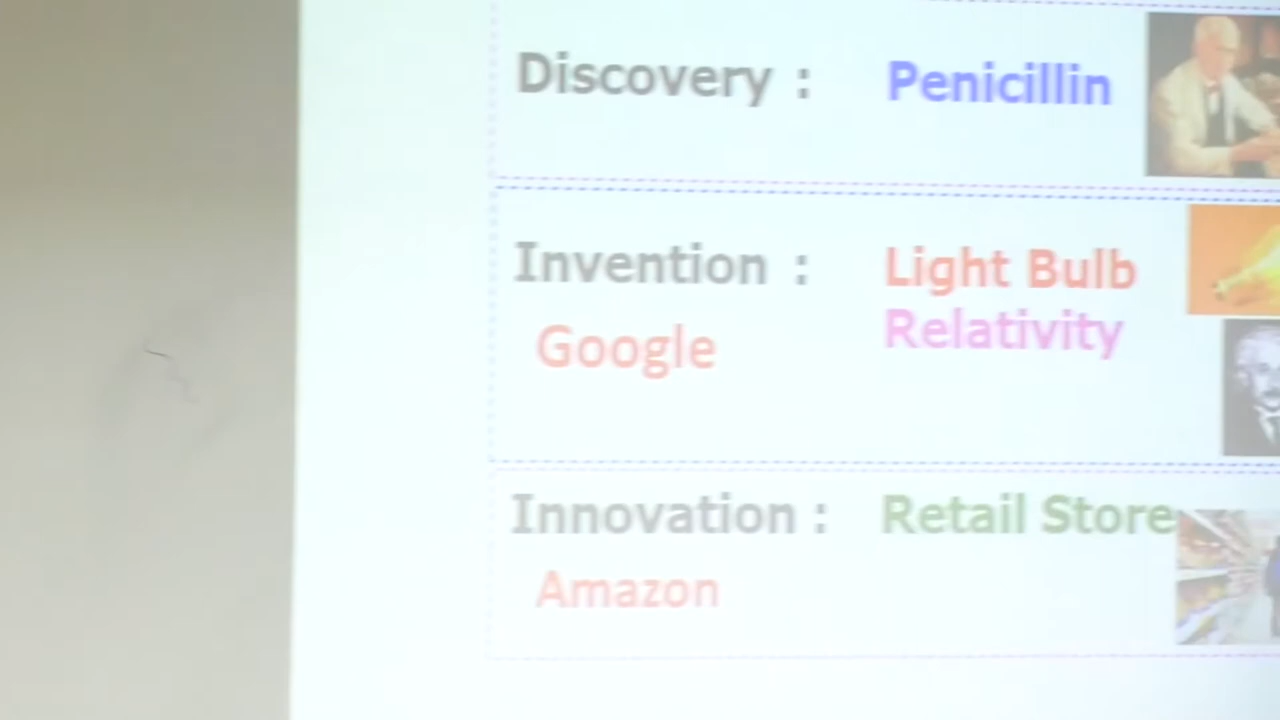 Discovery : Penicillin
Invention : Light Bulb
Relativity
Google
Innovation : Retail Store
Amazon